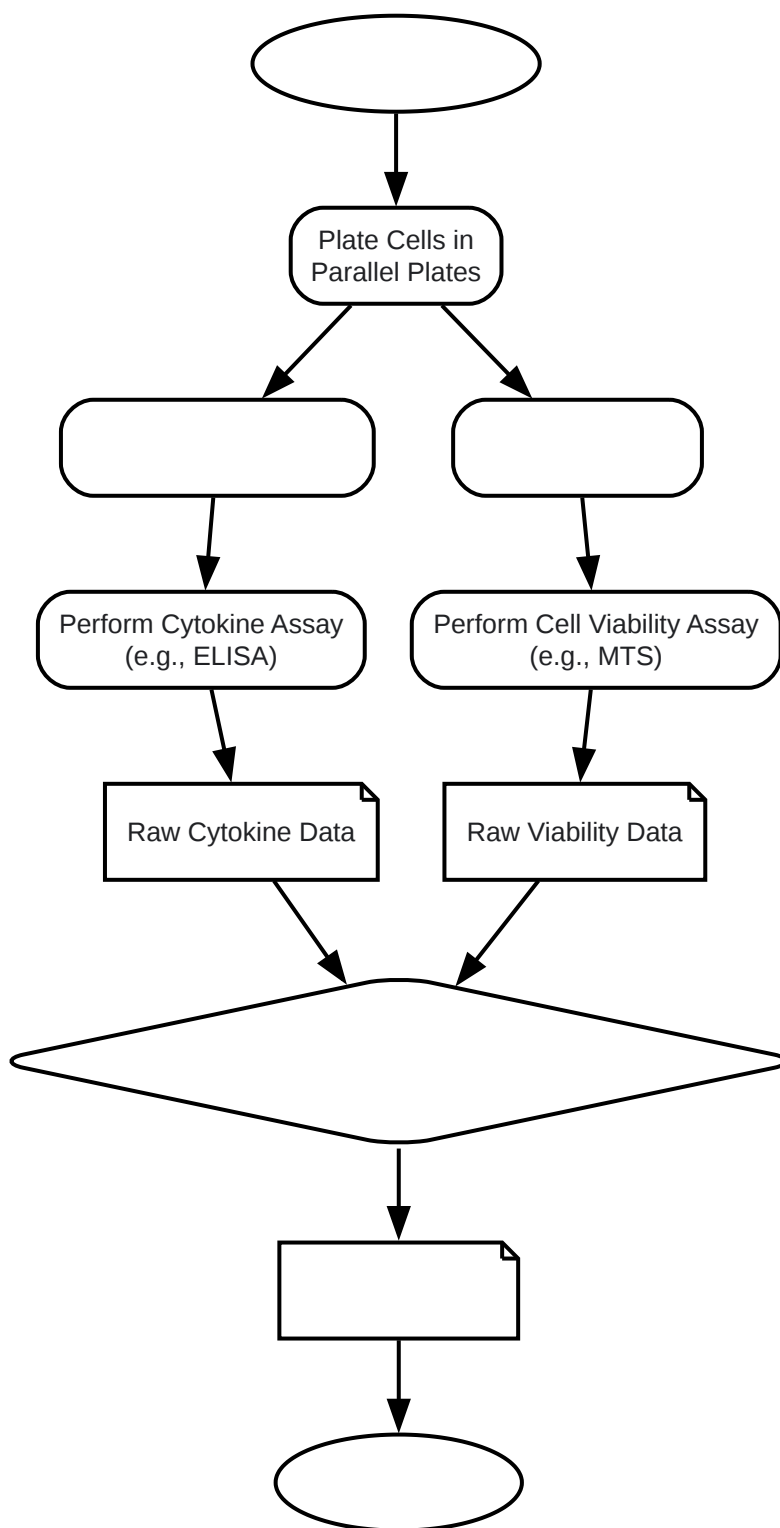 Plate Cells in
Parallel Plates
Perform Cytokine Assay
(e.g., ELISA)
Perform Cell Viability Assay
(e.g., MTS)
Raw Cytokine Data
Raw Viability Data